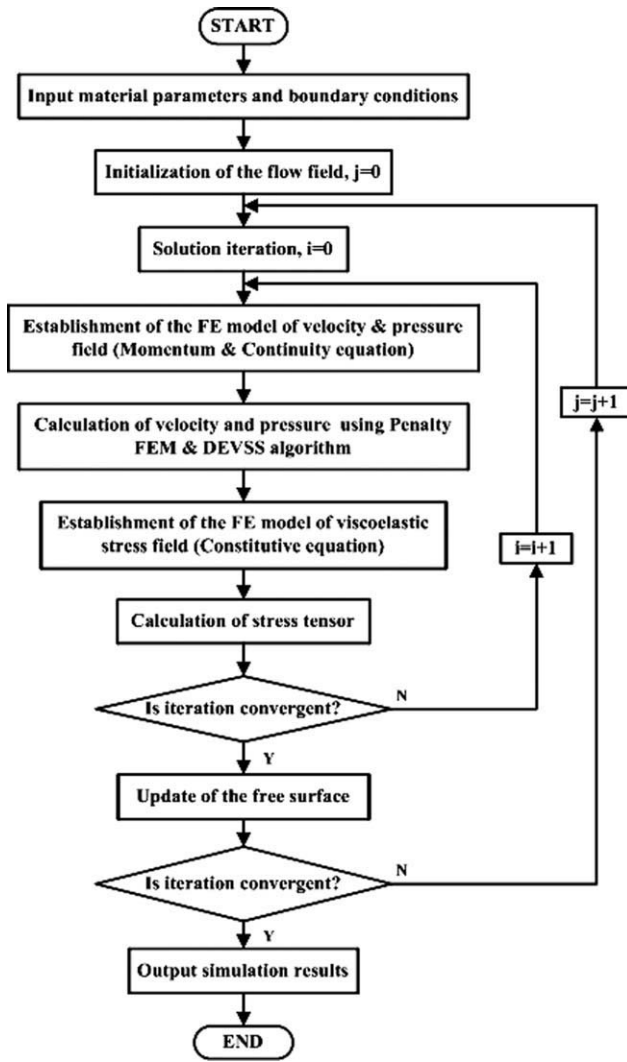 START
Input material parameters and boundary conditions
Initialization of the flow field, j=0
Solution iteration, i=0
Establishment of the FE model of velocity & pressure
field (Momentum & Continuity equation)
j=j+1
Calculation of velocity and pressure using Penalty
FEM & DEVSS algorithm
Establishment of the FE model of viscoelastic
stress field (Constitutive equation)
i=i+1
Calculation of stress tensor
Is iteration convergent?
N
Y
Update of the free surface
Is iteration convergent?
N
Y
Output simulation results
END